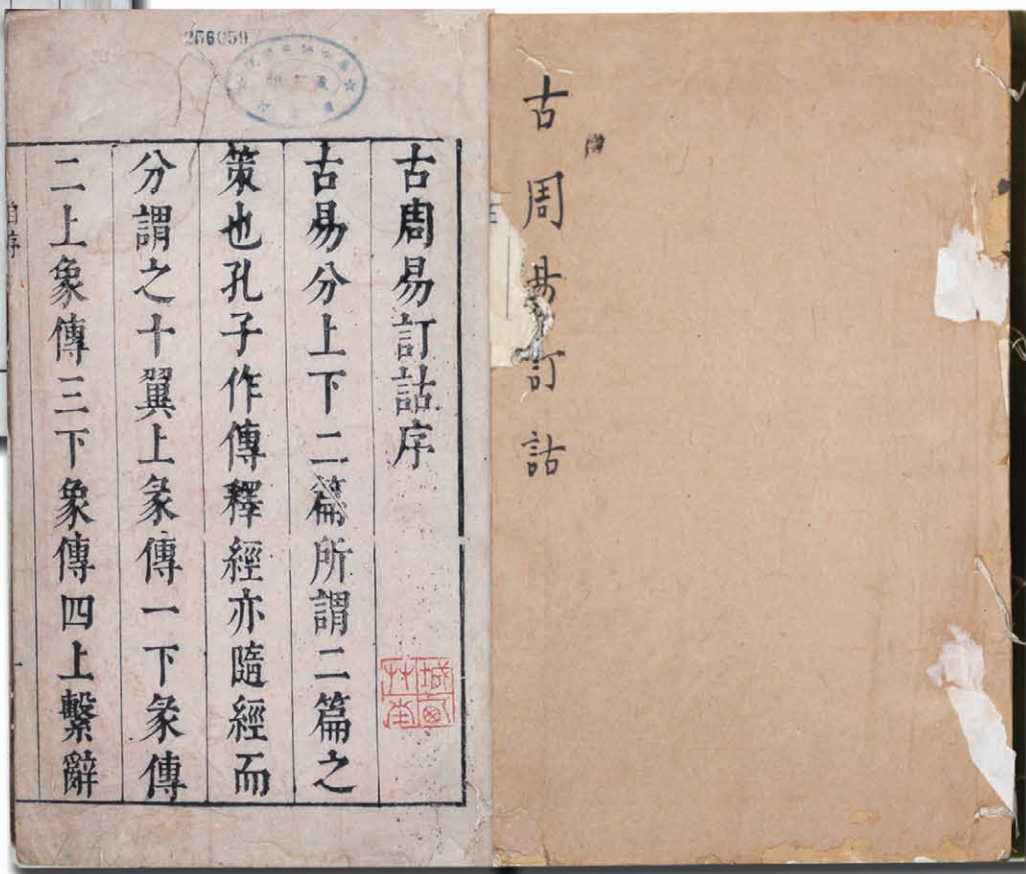 古周易訂詁
256059
古周易訂詁序
古易分上下二篇所謂二篇之
策也孔子作傳釋經亦隨經而
分謂之十翼上彖傳一下彖傳
二上象傳三下象傳四上繫辭
自序